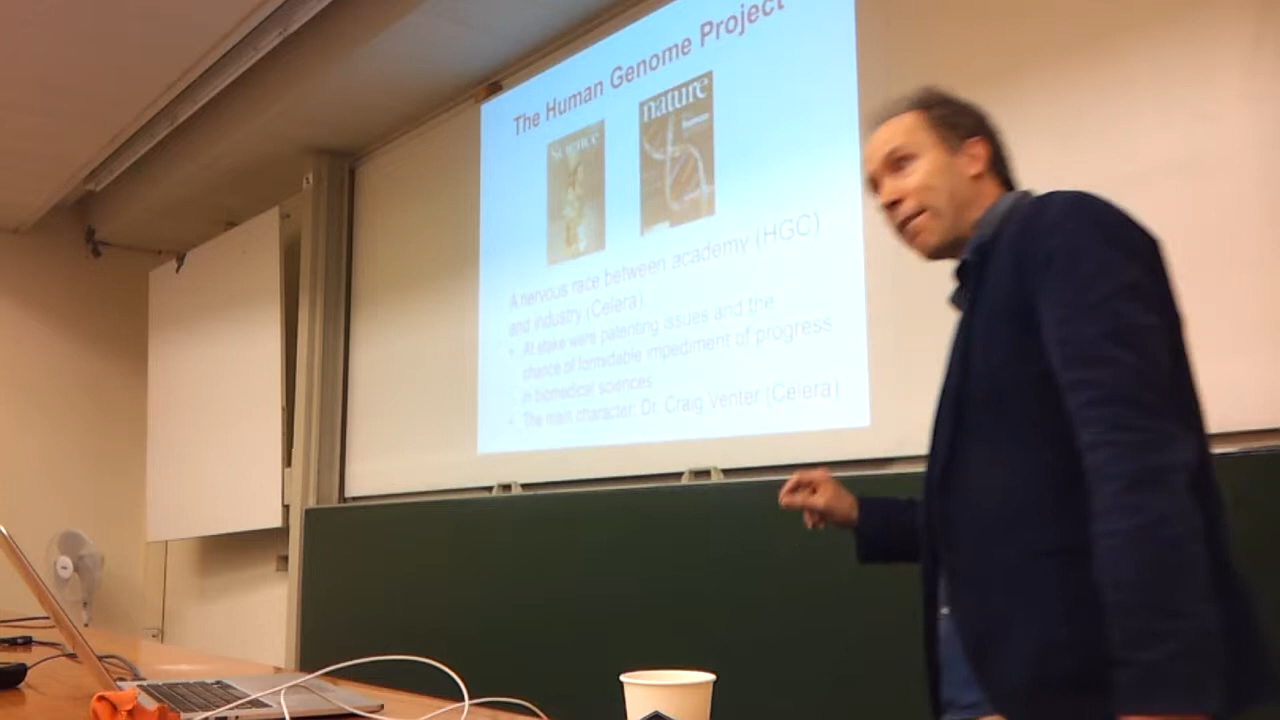 The Human Genome Project
Science
nature
human
A nervous race between academy (HGC)
and industry (Celera)
• At stake were patenting issues and the
chance of formidable impediment of progress
in biomedical sciences
• The main character: Dr. Craig Venter (Celera)